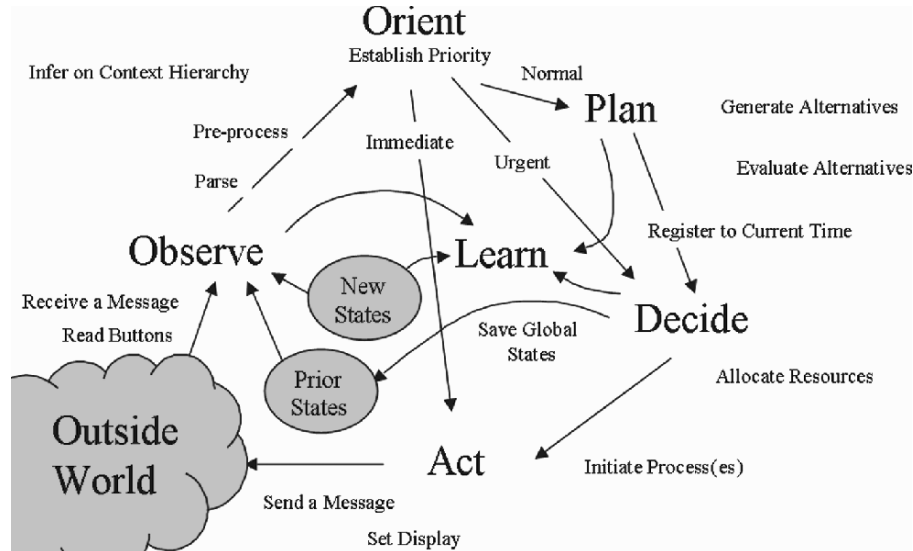 Orient
Establish Priority
Infer on Context Hierarchy
Normal
Plan
Generate Alternatives
Pre-process
Immediate
Urgent
Evaluate Alternatives
Parse
Register to Current Time
Observe
Learn
New
States
Receive a Message
Read Buttons
Save Global
States
Decide
Prior
States
Allocate Resources
Outside
World
Act
Initiate Process(es)
Send a Message
Set Display